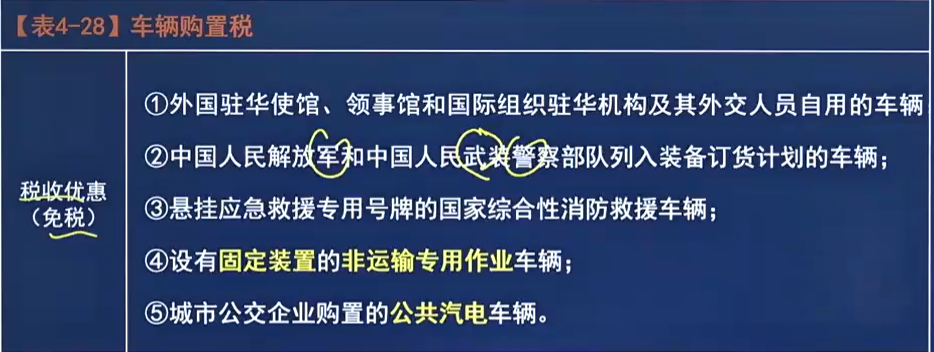 【表4-28】车辆购置税
税收优惠
（免税）
①外国驻华使馆、领事馆和国际组织驻华机构及其外交人员自用的车辆;
②中国人民解放军和中国人民武装警察部队列入装备订货计划的车辆;
③悬挂应急救援专用号牌的国家综合性消防救援车辆;
④设有固定装置的非运输专用作业车辆;
⑤城市公交企业购置的公共汽电车辆。